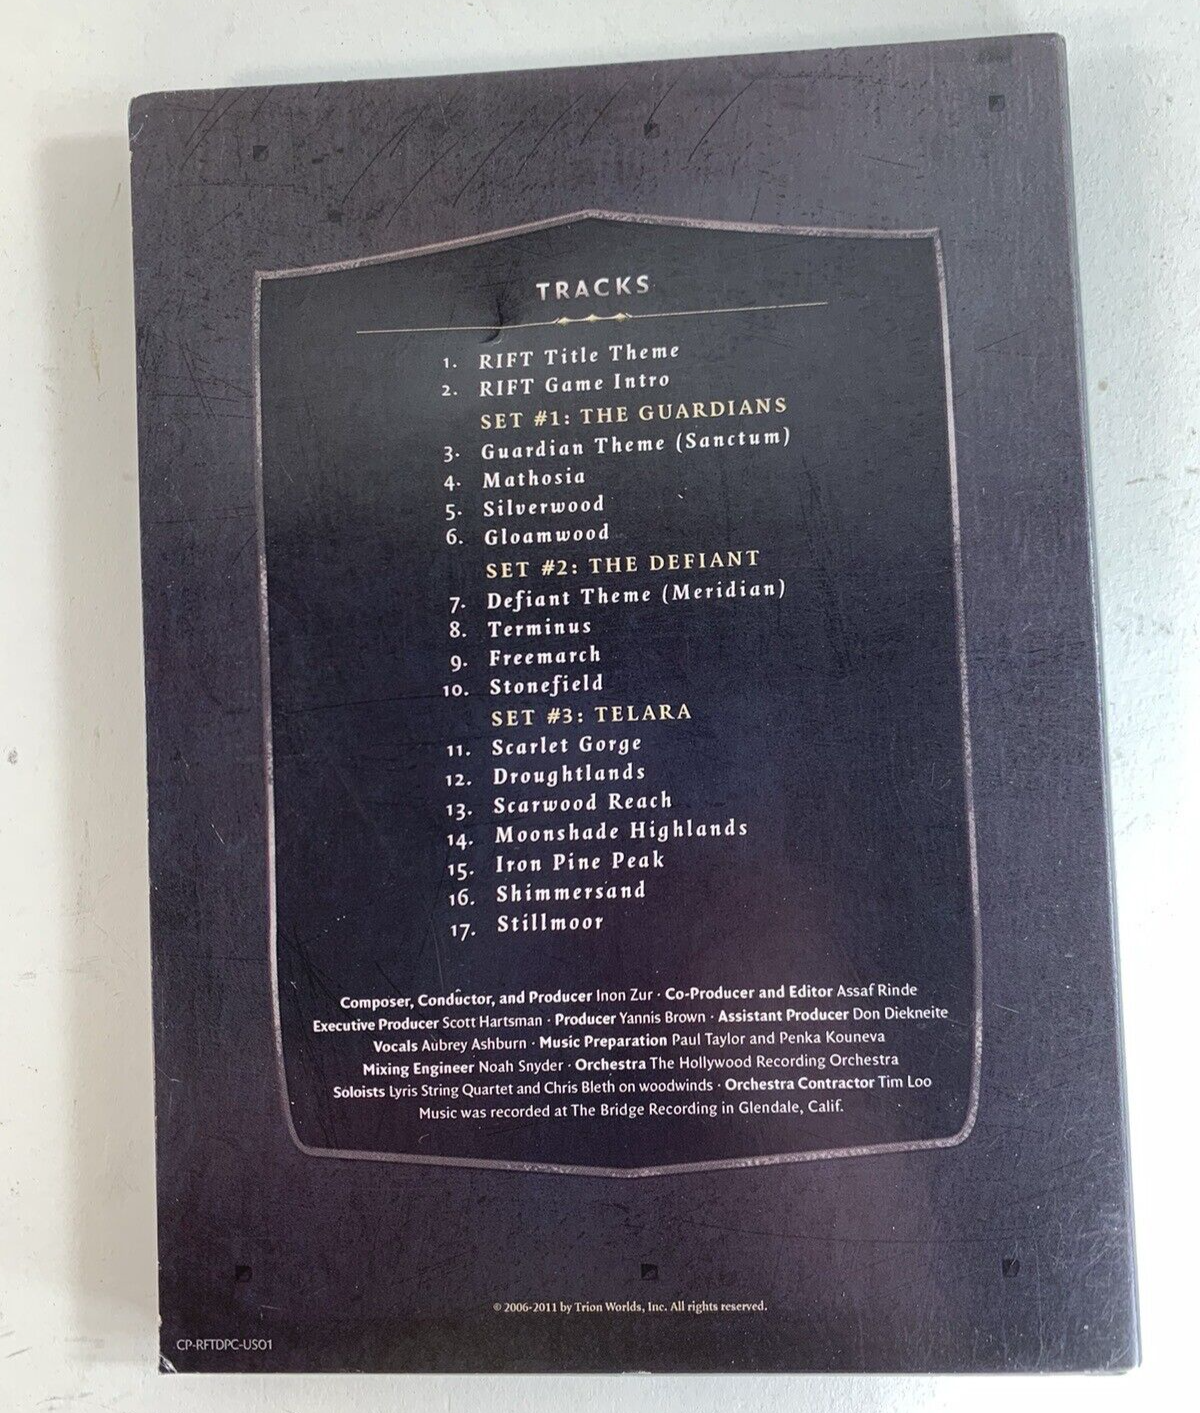 TRACKS
1. RIFT Title Theme
2. RIFT Game Intro
SET #1: THE GUARDIANS
3. Guardian Theme (Sanctum)
4. Mathosia
5. Silverwood
6. Gloamwood
SET #2: THE DEFIANT
7. Defiant Theme (Meridian)
8. Terminus
9. Freemarch
10. Stonefield
SET #3: TELARA
11. Scarlet Gorge
12. Droughtlands
13. Scarwood Reach
14. Moonshade Highlands
15. Iron Pine Peak
16. Shimmersand
17. Stillmoor
Composer, Conductor, and Producer Inon Zur · Co-Producer and Editor Assaf Rinde
Executive Producer Scott Hartsman · Producer Yannis Brown · Assistant Producer Don Diekneite
Vocals Aubrey Ashburn · Music Preparation Paul Taylor and Penka Kouneva
Mixing Engineer Noah Snyder · Orchestra The Hollywood Recording Orchestra
Soloists Lyris String Quartet and Chris Bleth on woodwinds · Orchestra Contractor Tim Loo
Music was recorded at The Bridge Recording in Glendale, Calif.
© 2006-2011 by Trion Worlds, Inc. All rights reserved.
CP-RFTDPC-US01